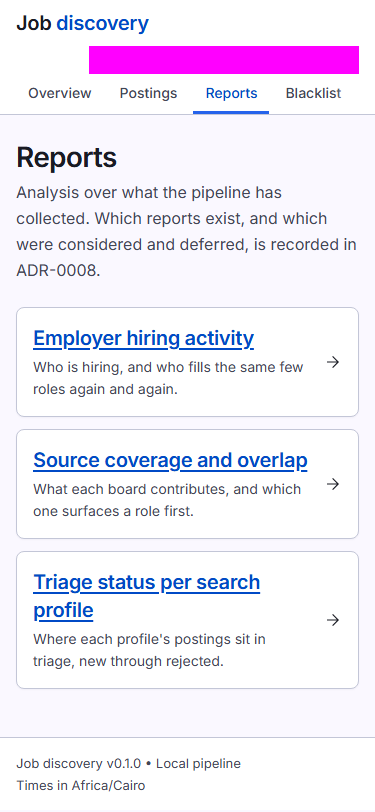 Job discovery
Overview
Postings
Reports
Blacklist
Reports
Analysis over what the pipeline has
collected. Which reports exist, and which
were considered and deferred, is recorded in
ADR-0008.
Employer hiring activity
Who is hiring, and who fills the same few
roles again and again.
Source coverage and overlap
What each board contributes, and which
one surfaces a role first.
Triage status per search
profile
Where each profile's postings sit in
triage, new through rejected.
Job discovery v0.1.0 • Local pipeline
Times in Africa/Cairo